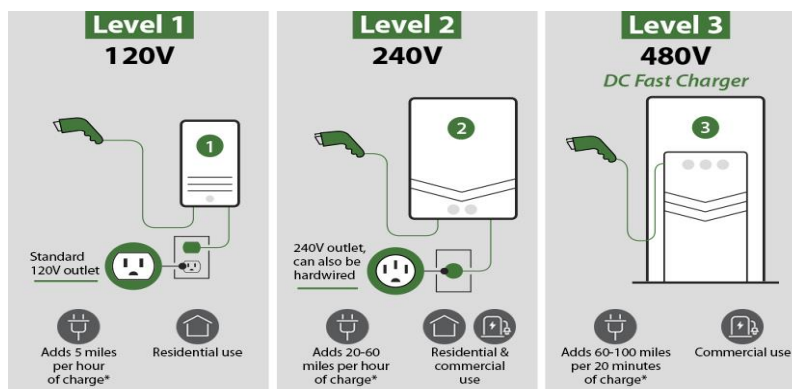 Level 1
120V
1
Standard
120V outlet
Adds 5 miles
per hour
of charge*
Residential use
Level 2
240V
2
240V outlet,
can also be
hardwired
Adds 20-60
miles per hour
of charge*
Residential &
commercial
use
Level 3
480V
DC Fast Charger
3
Adds 60-100 miles
per 20 minutes
of charge*
Commercial use